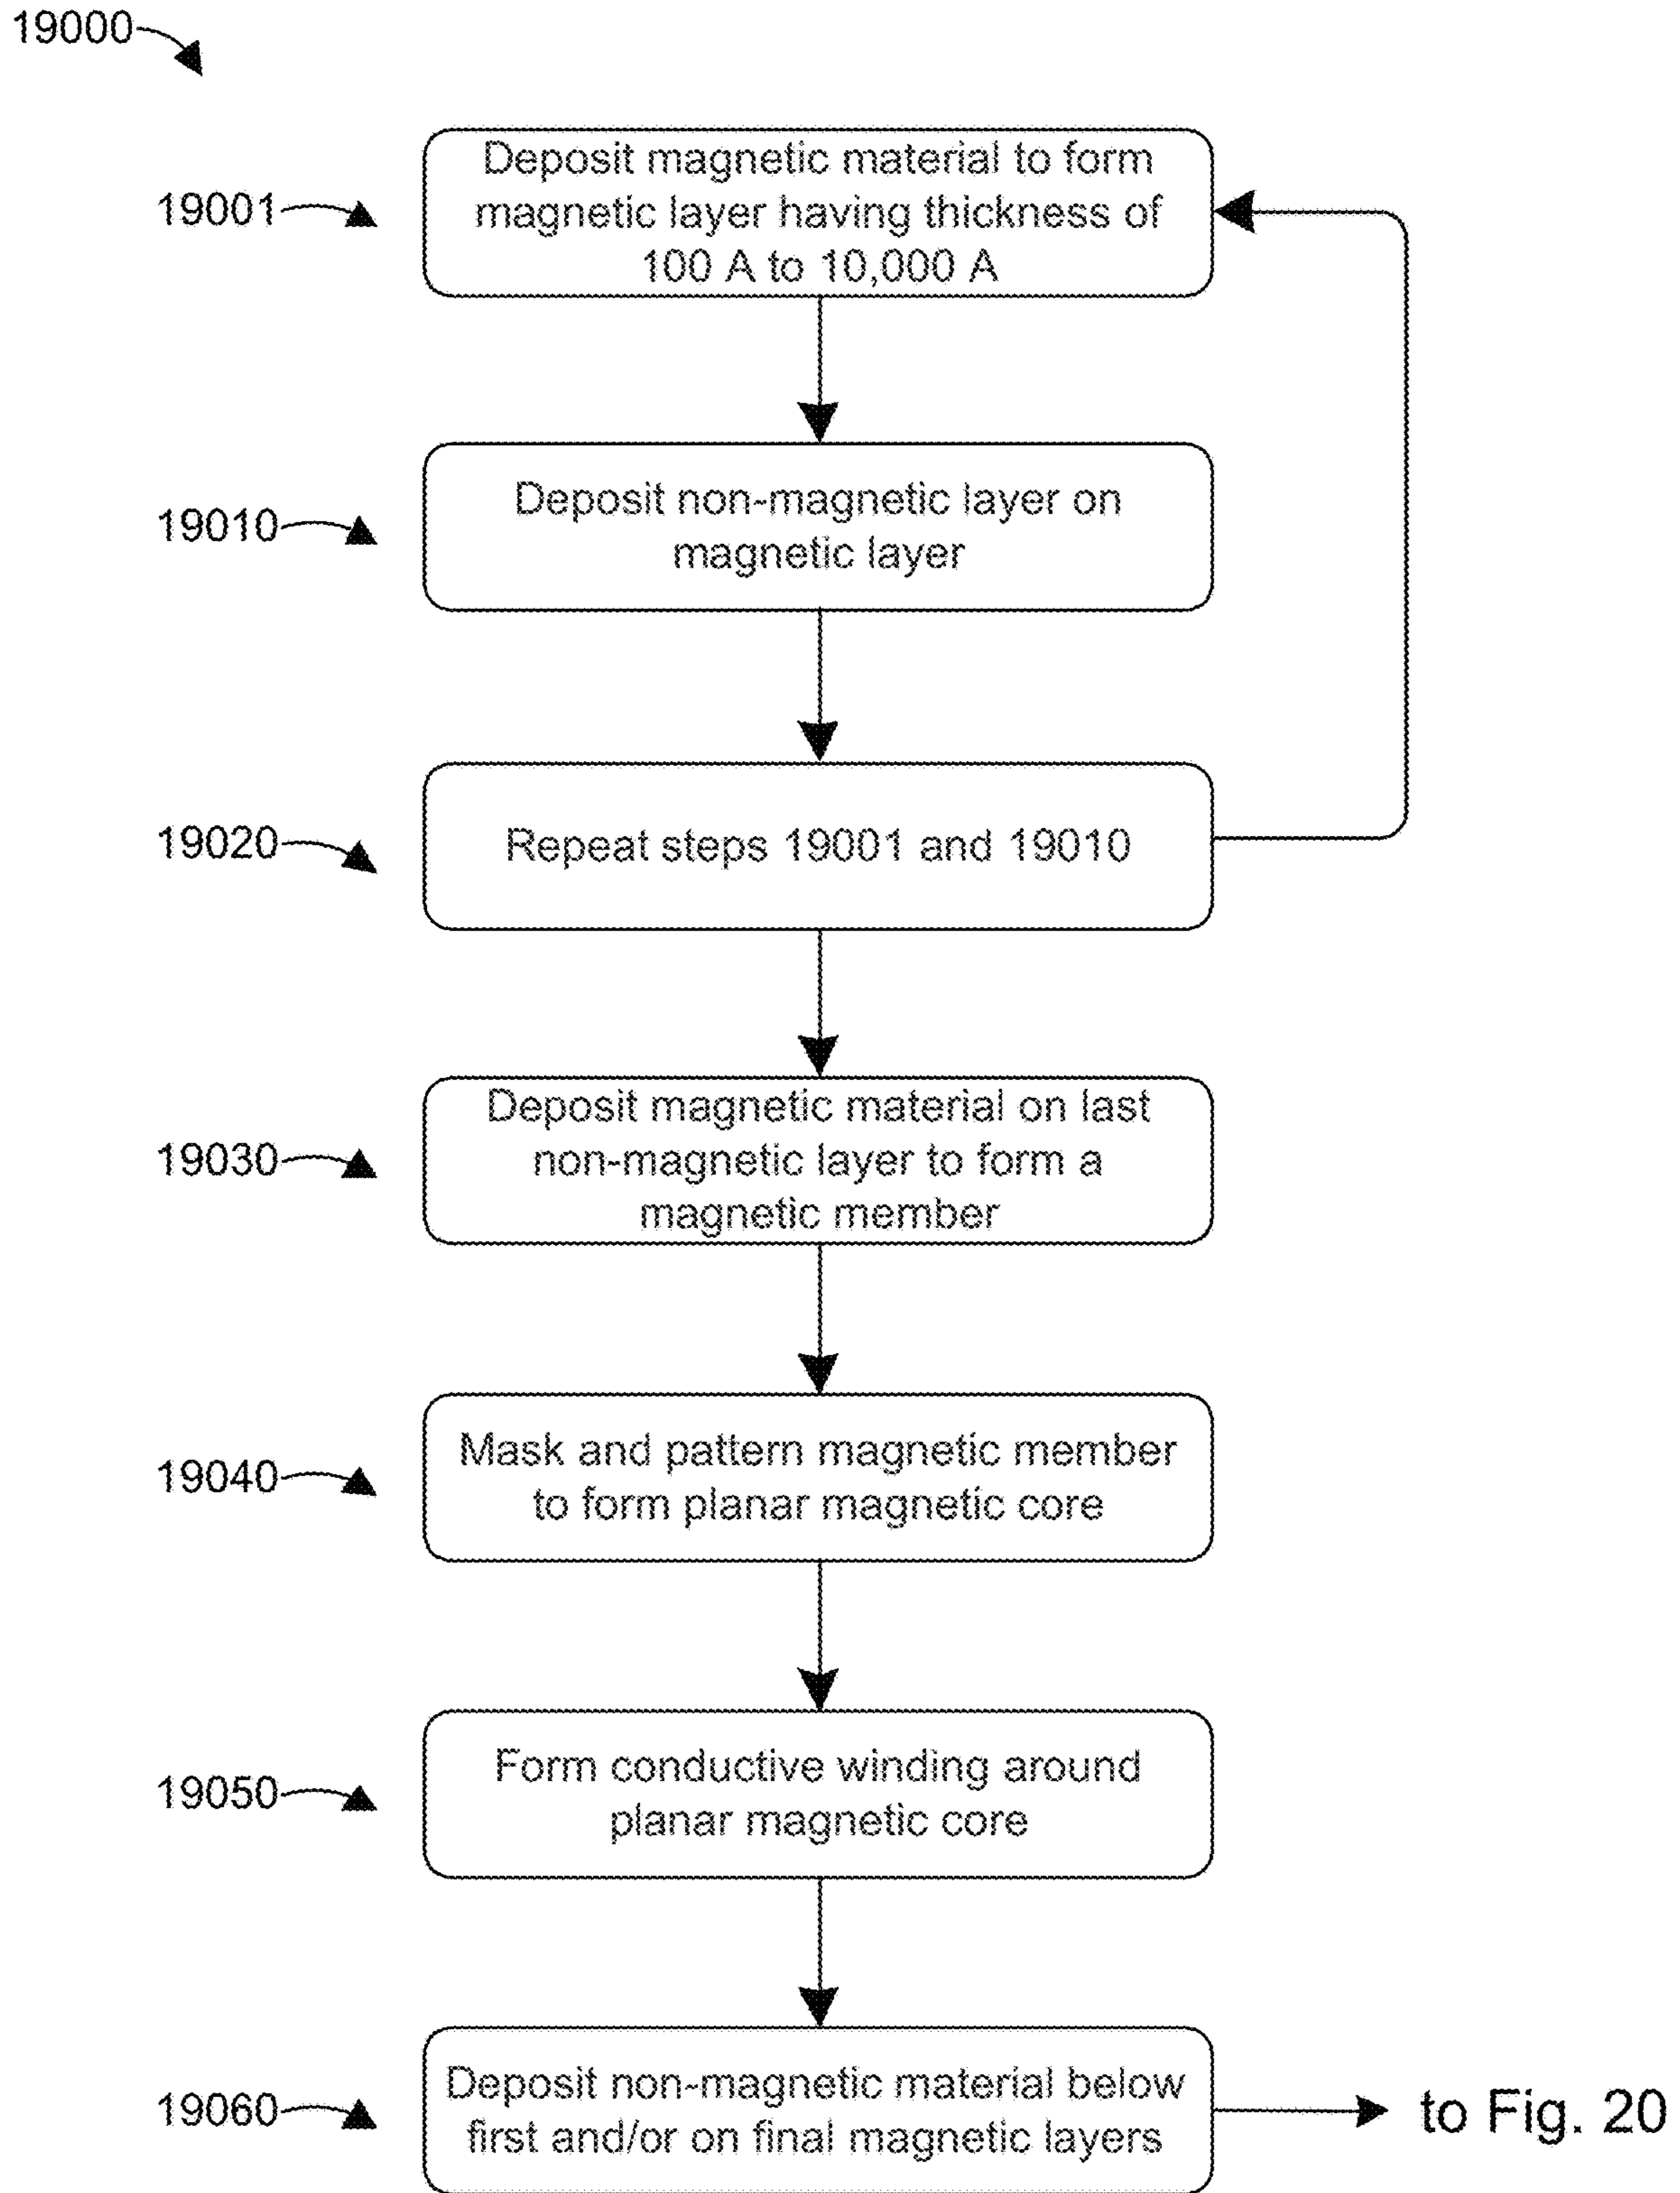 19000
19001
Deposit magnetic material to form
magnetic layer having thickness of
100 A to 10,000 A
19010
Deposit non-magnetic layer on
magnetic layer
19020
Repeat steps 19001 and 19010
19030
Deposit magnetic material on last
non-magnetic layer to form a
magnetic member
19040
Mask and pattern magnetic member
to form planar magnetic core
19050
Form conductive winding around
planar magnetic core
19060
Deposit non-magnetic material below
first and/or on final magnetic layers
to Fig. 20